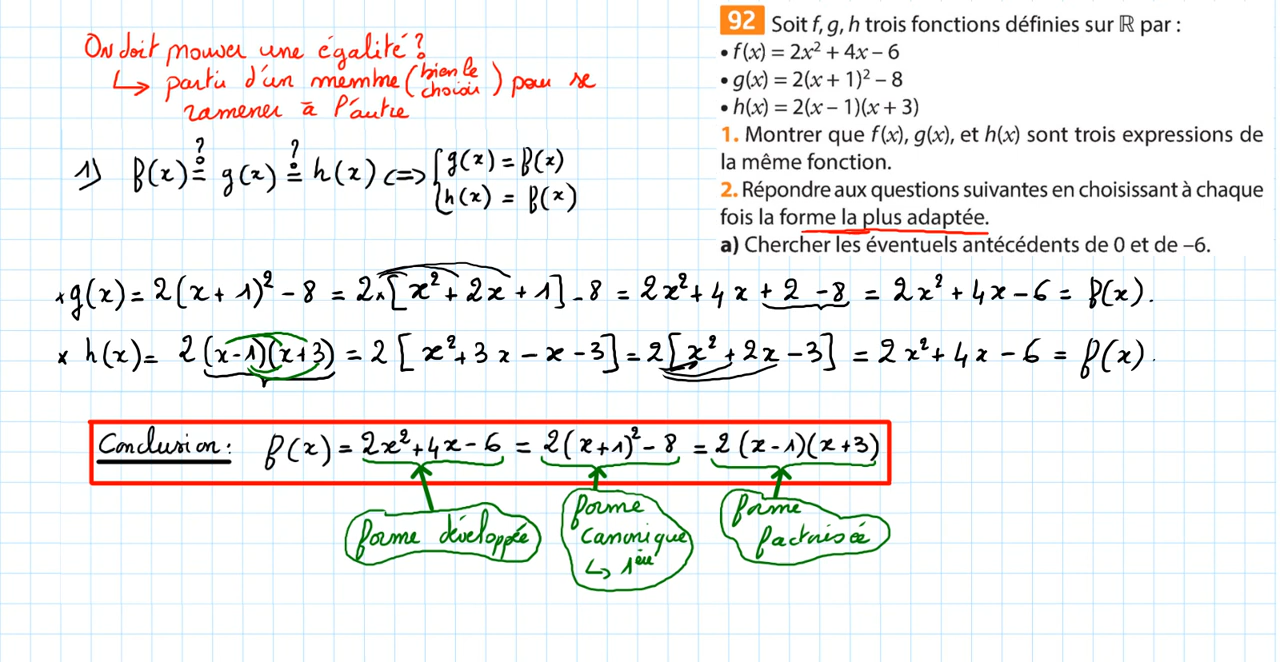 On doit prouver une égalité ?
↳ partir d'un membre (bien le choisir) pour se
ramener à l'autre
92 Soit f, g, h trois fonctions définies sur ℝ par :
• f(x) = 2x² + 4x – 6
• g(x) = 2(x + 1)² – 8
• h(x) = 2(x – 1)(x + 3)
1. Montrer que f(x), g(x), et h(x) sont trois expressions de
la même fonction.
2. Répondre aux questions suivantes en choisissant à chaque
fois la forme la plus adaptée.
a) Chercher les éventuels antécédents de 0 et de –6.
1) f(x) ≟ g(x) ≟ h(x) <=> { g(x) = f(x)
h(x) = f(x)
* g(x) = 2(x + 1)² - 8 = 2×[x² + 2x + 1] - 8 = 2x² + 4x + 2 - 8 = 2x² + 4x - 6 = f(x).
* h(x) = 2(x-1)(x+3) = 2[x² + 3x - x - 3] = 2[x² + 2x - 3] = 2x² + 4x - 6 = f(x).
Conclusion : f(x) = 2x² + 4x - 6 = 2(x+1)² - 8 = 2(x-1)(x+3)
forme développée
forme
canonique
↳ 1ère
forme
factorisée